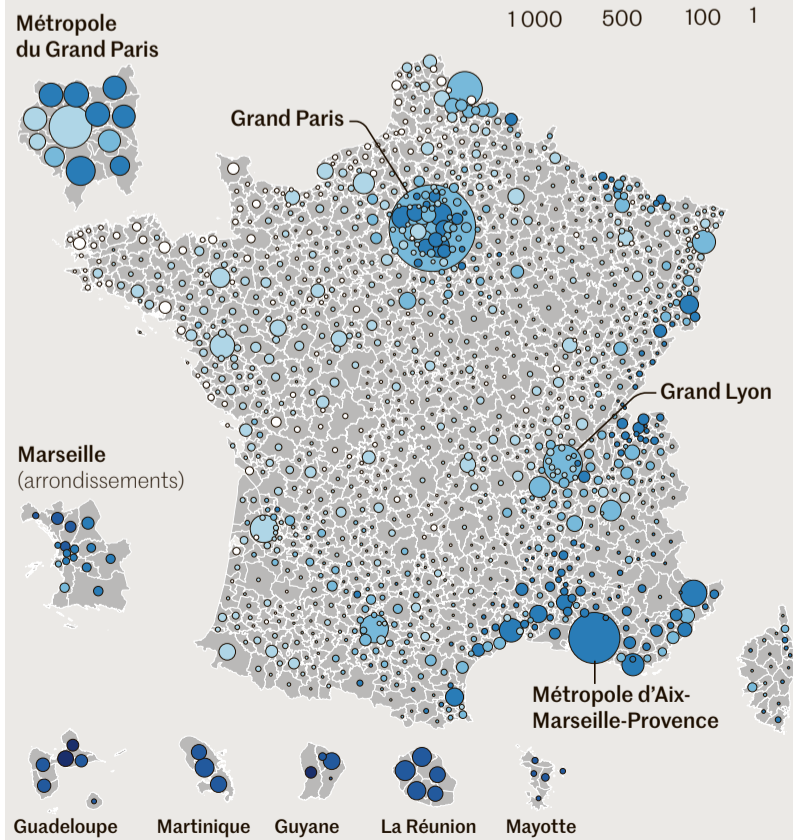 Métropole
du Grand Paris
1 000 500 100 1
Grand Paris
Grand Lyon
Marseille
(arrondissements)
Métropole d'Aix-
Marseille-Provence
Guadeloupe Martinique Guyane La Réunion Mayotte